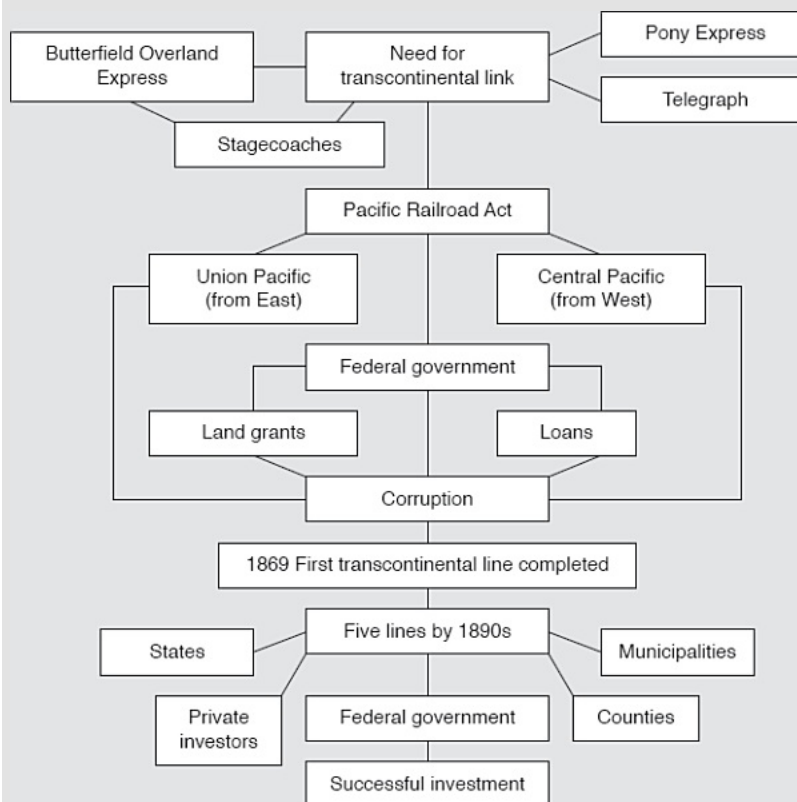 Butterfield Overland
Express
Need for
transcontinental link
Pony Express
Telegraph
Stagecoaches
Pacific Railroad Act
Union Pacific
(from East)
Central Pacific
(from West)
Federal government
Land grants
Loans
Corruption
1869 First transcontinental line completed
Five lines by 1890s
States
Municipalities
Private
investors
Federal government
Counties
Successful investment